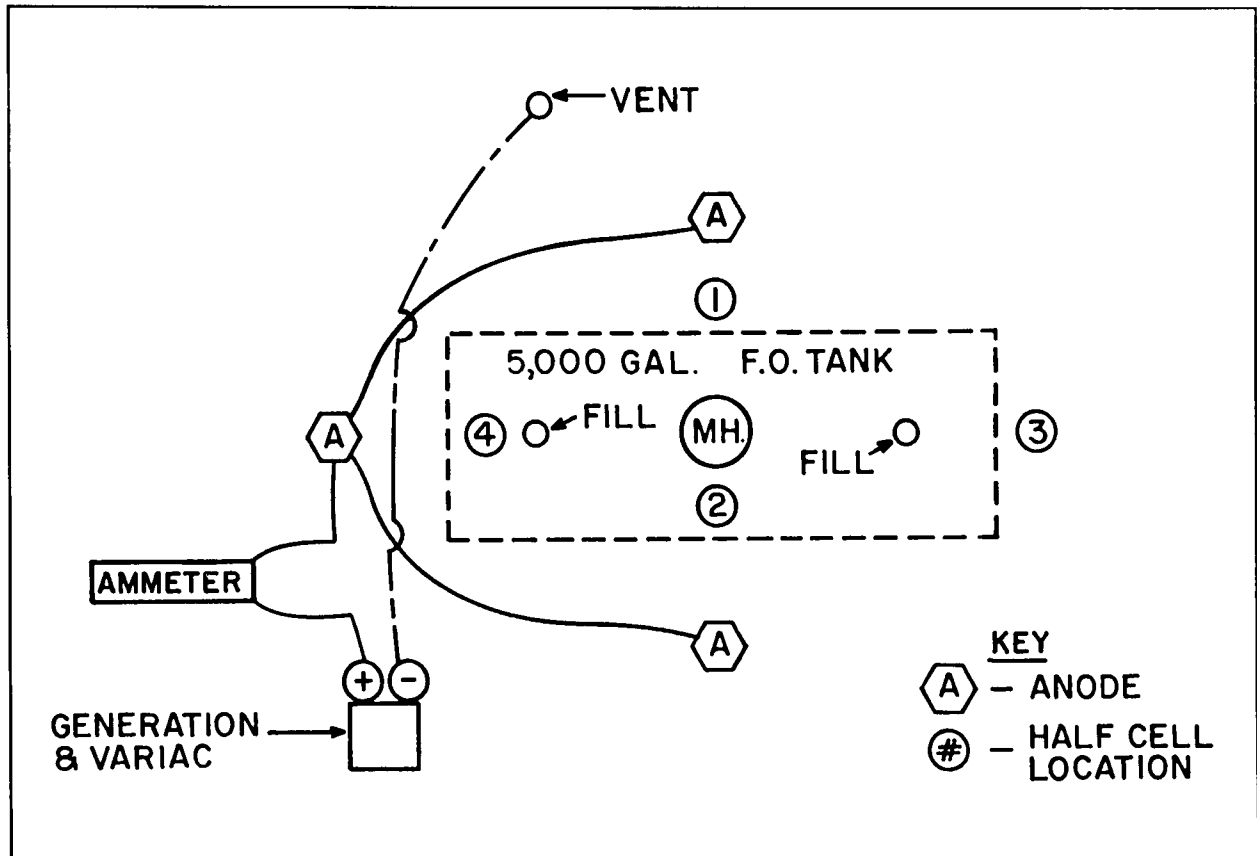 VENT
A
1
5,000 GAL. F.O. TANK
4
FILL
MH.
3
A
FILL
2
AMMETER
A
+ -
GENERATION
& VARIAC
KEY
A - ANODE
# - HALF CELL
LOCATION